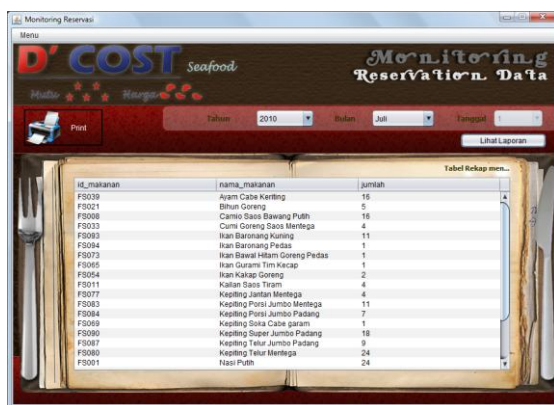 Monitoring Reservasi
Menu
D' COST Seafood
Mutu Harga
Monitoring
Reservation Data
Print
Tahun 2010 Bulan Juli Tanggal 1
Lihat Laporan
Tabel Rekap men...
id_makanan nama_makanan jumlah
FS039 Ayam Cabe Keriting 16
FS021 Bihun Goreng 5
FS008 Camio Saos Bawang Putih 16
FS033 Cumi Goreng Saos Mentega 4
FS093 Ikan Baronang Kuning 11
FS094 Ikan Baronang Pedas 1
FS073 Ikan Bawal Hitam Goreng Pedas 1
FS065 Ikan Gurami Tim Kecap 1
FS054 Ikan Kakap Goreng 2
FS011 Kailan Saos Tiram 4
FS077 Kepiting Jantan Mentega 4
FS083 Kepiting Porsi Jumbo Mentega 11
FS084 Kepiting Porsi Jumbo Padang 7
FS069 Kepiting Soka Cabe garam 1
FS090 Kepiting Super Jumbo Padang 18
FS087 Kepiting Telur Jumbo Padang 9
FS080 Kepiting Telur Mentega 24
FS001 Nasi Putih 24